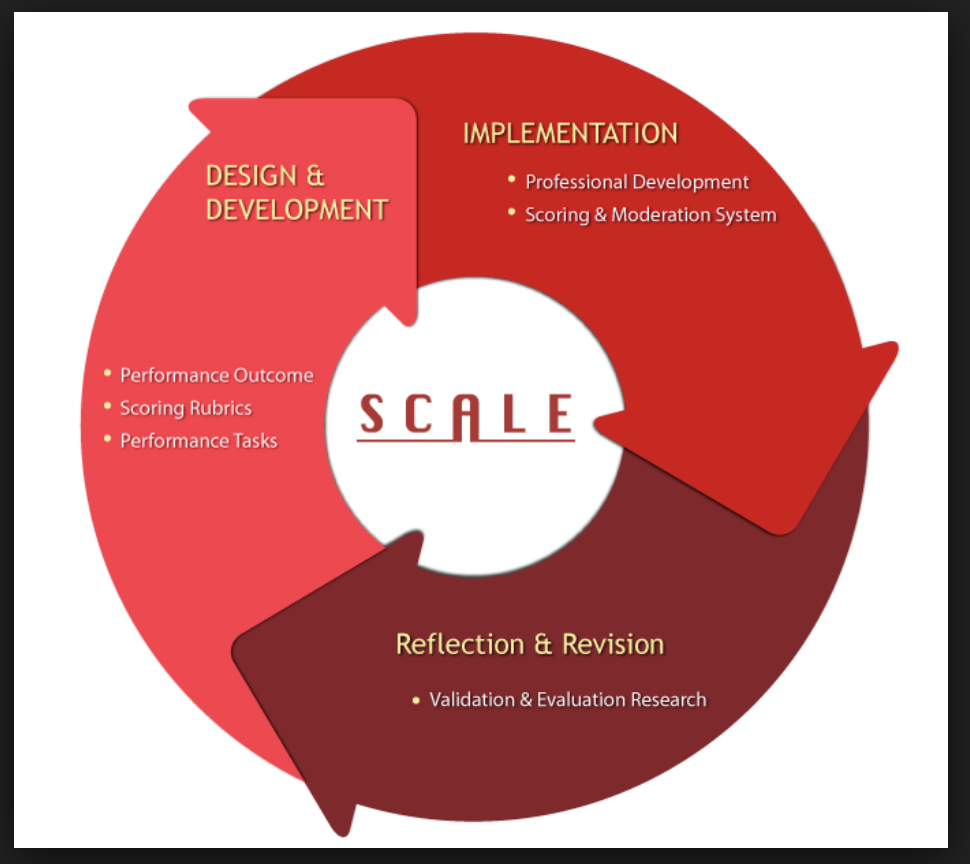 DESIGN &
DEVELOPMENT
• Performance Outcome
• Scoring Rubrics
• Performance Tasks
IMPLEMENTATION
• Professional Development
• Scoring & Moderation System
SCALE
Reflection & Revision
• Validation & Evaluation Research